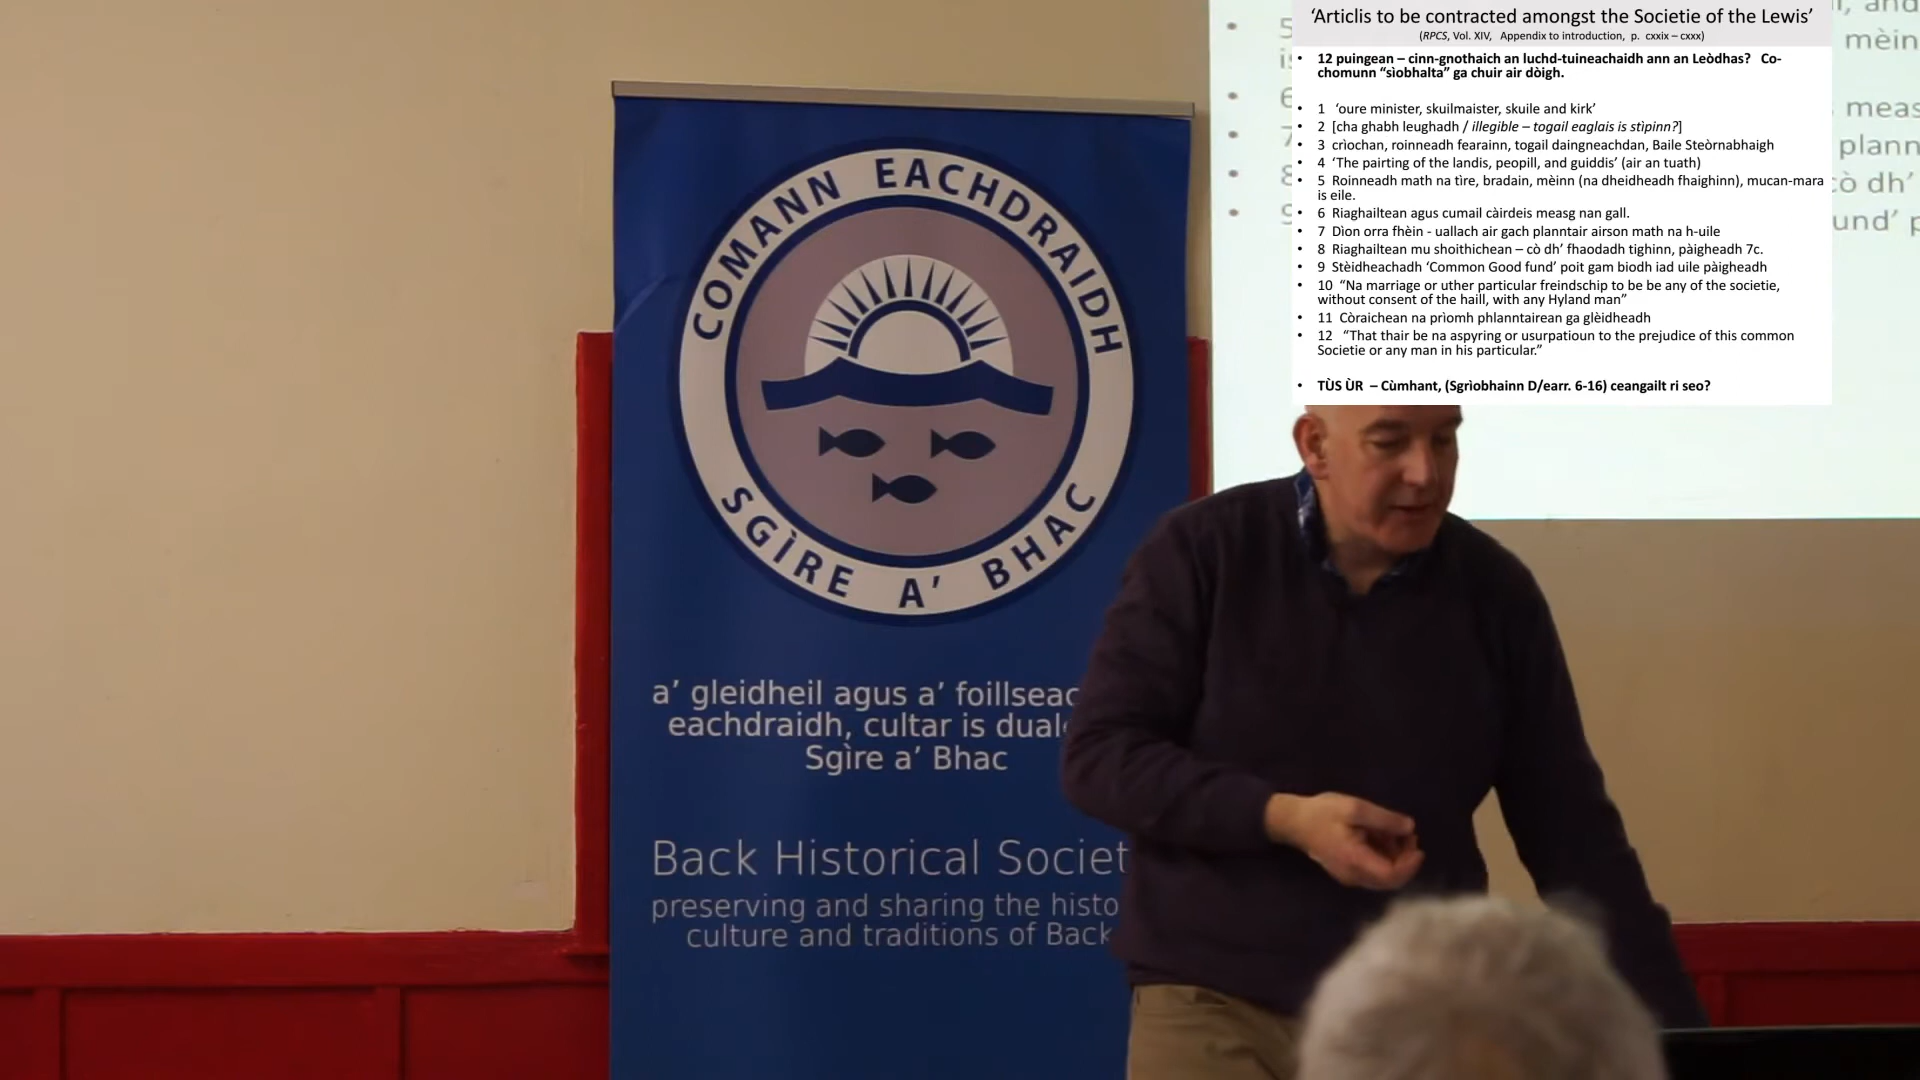 COMANN EACHDRAIDH
SGÌRE A' BHAC
a' gleidheil agus a'
eachdraidh, cultar is
Sgìre a' Bhac
Back Historical
preserving and sharing the
culture and traditions of Back
‘Articlis to be contracted amongst the Societie of the Lewis’
(RPCS, Vol. XIV, Appendix to introduction, p. cxxix – cxxx)
• 12 puingean – cinn-gnothaich an luchd-tuineachaidh ann an Leòdhas? Co-
chomunn “sìobhalta” ga chuir air dòigh.
• 1 ‘oure minister, skuilmaister, skuile and kirk’
• 2 [cha ghabh leughadh / illegible – togail eaglais is stìpinn?]
• 3 crìochan, roinneadh fearainn, togail daingneachdan, Baile Steòrnabhaigh
• 4 ‘The pairting of the landis, peopill, and guiddis’ (air an tuath)
• 5 Roinneadh math na tìre, bradain, mèinn (na dheidheadh fhaighinn), mucan-mara
is eile.
• 6 Riaghailtean agus cumail càirdeis measg nan gall.
• 7 Dìon orra fhèin - uallach air gach planntair airson math na h-uile
• 8 Riaghailtean mu shoithichean – cò dh’ fhaodadh tighinn, pàigheadh 7c.
• 9 Stèidheachadh ‘Common Good fund’ poit gam biodh iad uile pàigheadh
• 10 “Na marriage or uther particular freindschip to be be any of the societie,
without consent of the haill, with any Hyland man”
• 11 Còraichean na prìomh phlanntairean ga glèidheadh
• 12 “That thair be na aspyring or usurpatioun to the prejudice of this common
Societie or any man in his particular.”
• TÙS ÙR – Cùmhant, (Sgrìobhainn D/earr. 6-16) ceangailt ri seo?